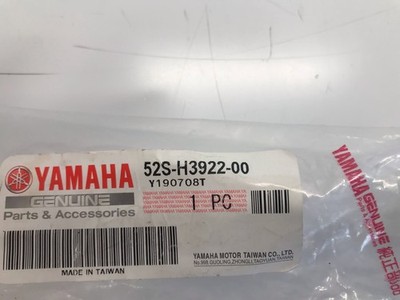 YAMAHA
GENUINE
Parts & Accessories
52S-H3922-00
Y190708T
1 PC
MADE IN TAIWAN
YAMAHA MOTOR TAIWAN CO., LTD.
YAMAHA
GENUINE